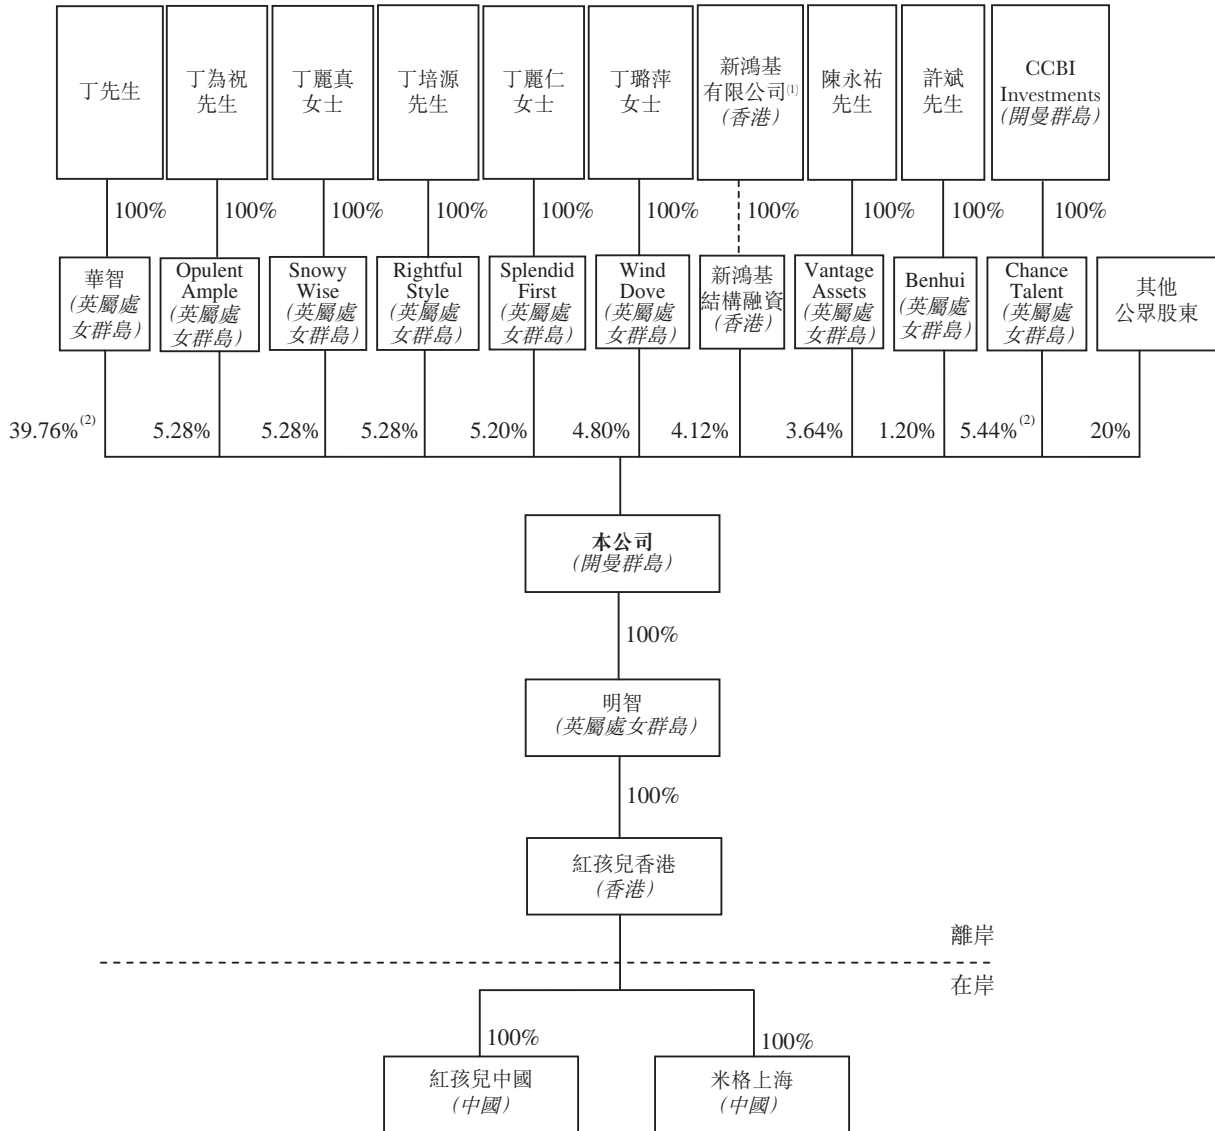 丁先生
丁為祝
先生
丁麗真
女士
丁培源
先生
丁麗仁
女士
丁璐萍
女士
新鴻基
有限公司(1)
(香港)
陳永祐
先生
許斌
先生
CCBI
Investments
(開曼群島)
100%
100%
100%
100%
100%
100%
100%
100%
100%
100%
華智
(英屬處
女群島)
Opulent
Ample
(英屬處
女群島)
Snowy
Wise
(英屬處
女群島)
Rightful
Style
(英屬處
女群島)
Splendid
First
(英屬處
女群島)
Wind
Dove
(英屬處
女群島)
新鴻基
結構融資
(香港)
Vantage
Assets
(英屬處
女群島)
Benhui
(英屬處
女群島)
Chance
Talent
(英屬處
女群島)
其他
公眾股東
39.76%(2)
5.28%
5.28%
5.28%
5.20%
4.80%
4.12%
3.64%
1.20%
5.44%(2)
20%
本公司
(開曼群島)
100%
明智
(英屬處女群島)
100%
紅孩兒香港
(香港)
離岸
在岸
100%
100%
紅孩兒中國
(中國)
米格上海
(中國)